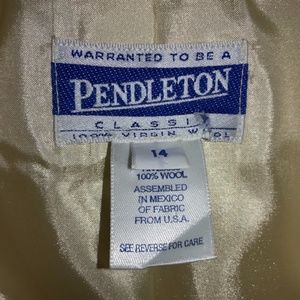 WARRANTED TO BE A
PENDLETON
CLASSIX
100% VIRGIN WOOL
14
100% WOOL
ASSEMBLED
IN MEXICO
OF FABRIC
FROM U.S.A.
SEE REVERSE FOR CARE